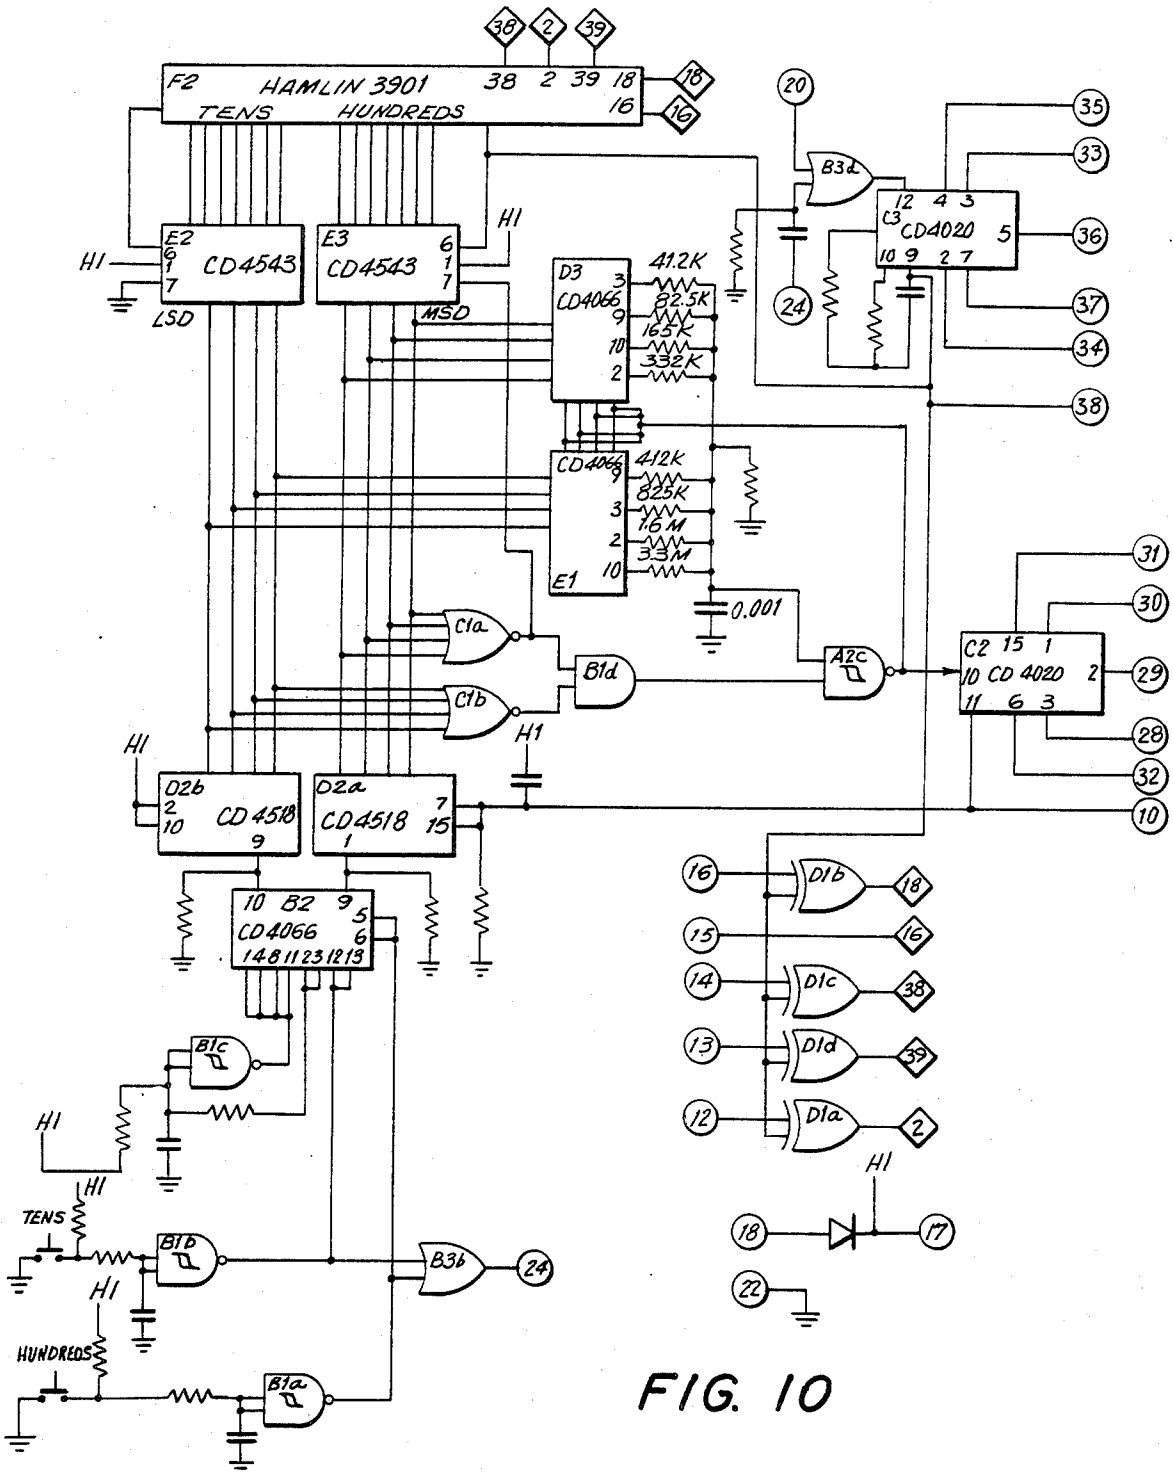 38 2 39
F2 HAMLIN 3901 38 2 39 18 18
16 16
TENS HUNDREDS
20 35
B3d 33
12 4 3
C3 CD4020 5 36
10 9 2 7
24 37
34
38
HI
E2 6 1 7 CD4543
HI
LSD
E3 6 1 7 CD4543
MSD
D3 CD4066 3 9 10 2
41.2K
82.5K
165K
332K
CD4066 9 3 2 10
E1
412K
825K
1.6M
3.3M
0.001
C1a
C1b
B1d
A2c
31
30
C2 15 1
10 CD 4020 2 29
11 6 3
28
32
10
HI
HI
D2b 2 10 CD4518 9
D2a CD4518 7 15 1
10 B2 9
CD4066 5 6
14 8 11 23 12 13
B1c
HI
HI
TENS
B1b
B3b 24
HI
HUNDREDS
B1a
16 D1b 18
15 16
14 D1c 38
13 D1d 39
12 D1a 2
HI
18 17
22
FIG. 10